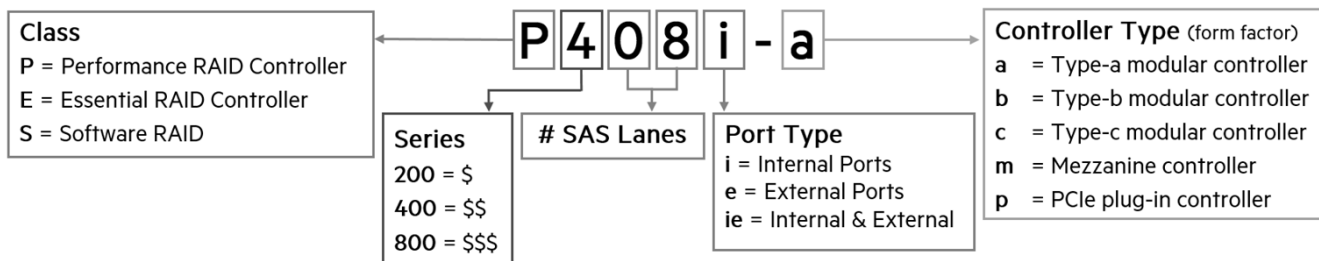 P408i-a
Class
P = Performance RAID Controller
E = Essential RAID Controller
S = Software RAID
Series
200 = $
400 = $$
800 = $$$
# SAS Lanes
Port Type
i = Internal Ports
e = External Ports
ie = Internal & External
Controller Type (form factor)
a = Type-a modular controller
b = Type-b modular controller
c = Type-c modular controller
m = Mezzanine controller
p = PCIe plug-in controller